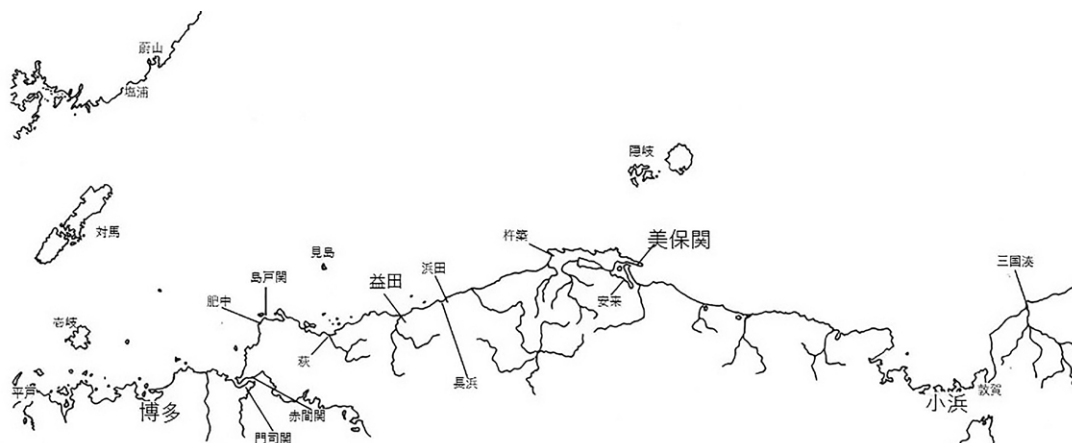 蔚山
塩浦
隠岐
対馬
杵築
美保関
見島
浜田
三国湊
島戸関
益田
肥中
安来
壱岐
萩
長浜
平戸
博多
赤間関
小浜
敦賀
門司関